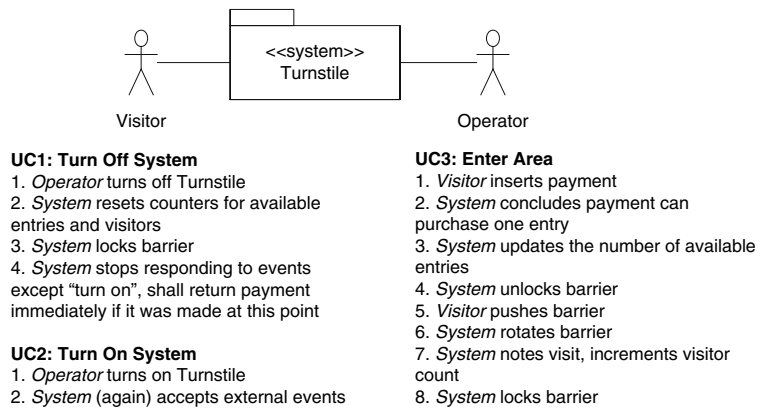 <<system>>
Turnstile
Visitor
Operator
UC1: Turn Off System
1. Operator turns off Turnstile
2. System resets counters for available
entries and visitors
3. System locks barrier
4. System stops responding to events
except “turn on”, shall return payment
immediately if it was made at this point
UC2: Turn On System
1. Operator turns on Turnstile
2. System (again) accepts external events
UC3: Enter Area
1. Visitor inserts payment
2. System concludes payment can
purchase one entry
3. System updates the number of available
entries
4. System unlocks barrier
5. Visitor pushes barrier
6. System rotates barrier
7. System notes visit, increments visitor
count
8. System locks barrier